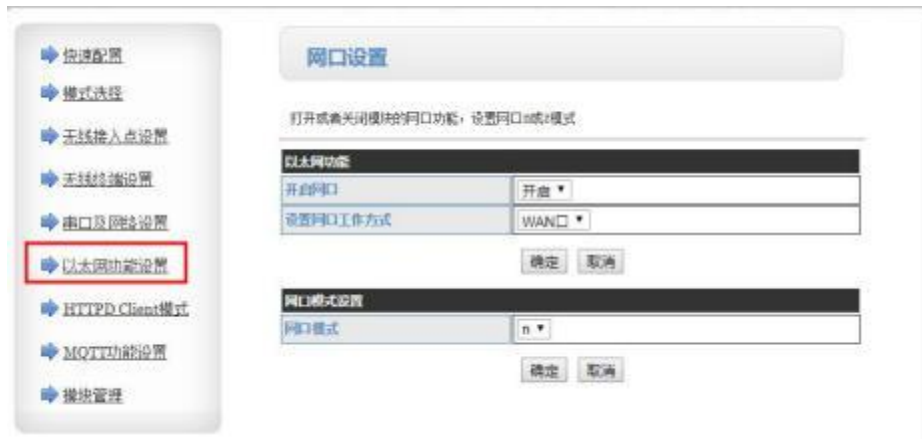 快速配置
模式选择
无线接入点设置
无线终端设置
串口及网络设置
以太网功能设置
HTTPD Client模式
MQTT功能设置
模块管理
网口设置
打开或者关闭模块的网口功能，设置网口n或z模式
以太网功能
开启网口 开启
设置网口工作方式 WAN口
确定 取消
网口模式设置
网口模式 n
确定 取消